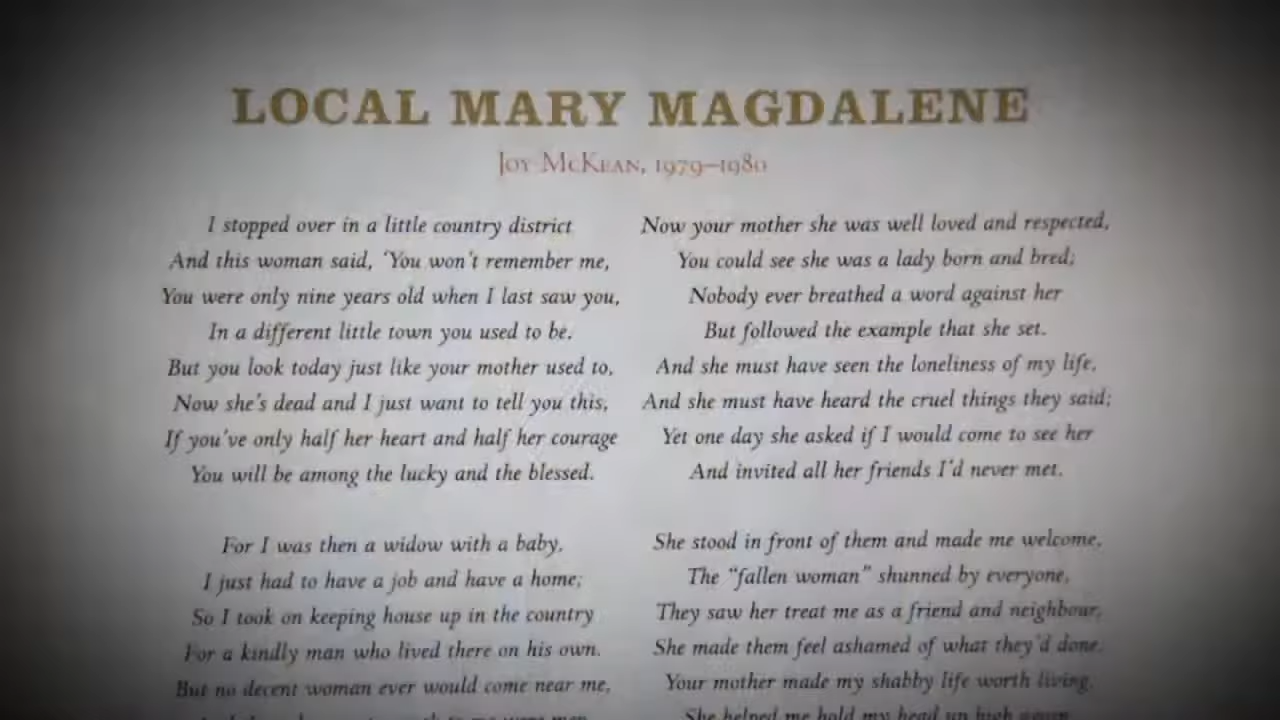 LOCAL MARY MAGDALENE
Joy McKean, 1979–1980
I stopped over in a little country district
And this woman said, ‘You won’t remember me,
You were only nine years old when I last saw you,
In a different little town you used to be.
But you look today just like your mother used to,
Now she’s dead and I just want to tell you this,
If you’ve only half her heart and half her courage
You will be among the lucky and the blessed.
For I was then a widow with a baby,
I just had to have a job and have a home;
So I took on keeping house up in the country
For a kindly man who lived there on his own.
But no decent woman ever would come near me,
Now your mother she was well loved and respected,
You could see she was a lady born and bred;
Nobody ever breathed a word against her
But followed the example that she set.
And she must have seen the loneliness of my life,
And she must have heard the cruel things they said;
Yet one day she asked if I would come to see her
And invited all her friends I’d never met.
She stood in front of them and made me welcome,
The “fallen woman” shunned by everyone,
They saw her treat me as a friend and neighbour,
She made them feel ashamed of what they’d done.
Your mother made my shabby life worth living,
She helped me hold my head up high again